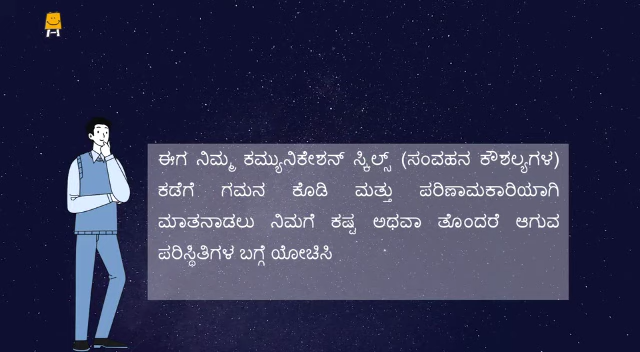 ಈಗ ನಿಮ್ಮ ಕಮ್ಯುನಿಕೇಶನ್ ಸ್ಕಿಲ್ಸ್ (ಸಂವಹನ ಕೌಶಲ್ಯಗಳ)
ಕಡೆಗೆ ಗಮನ ಕೊಡಿ ಮತ್ತು ಪರಿಣಾಮಕಾರಿಯಾಗಿ
ಮಾತನಾಡಲು ನಿಮಗೆ ಕಷ್ಟ ಅಥವಾ ತೊಂದರೆ ಆಗುವ
ಪರಿಸ್ಥಿತಿಗಳ ಬಗ್ಗೆ ಯೋಚಿಸಿ